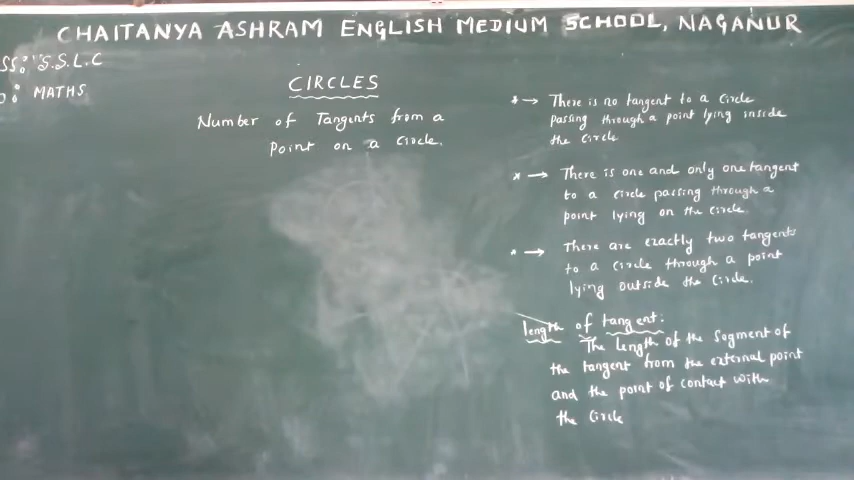 CHAITANYA ASHRAM ENGLISH MEDIUM SCHOOL, NAGANUR
SS: S.S.L.C
: MATHS
CIRCLES
Number of Tangents from a
Point on a Circle.
* → There is no tangent to a circle
passing through a point lying inside
the circle
* → There is one and only one tangent
to a circle passing through a
point lying on the circle.
* → There are exactly two tangents
to a circle through a point
lying outside the circle.
length of tangent:
The length of the segment of
the tangent from the external point
and the point of contact with
the circle